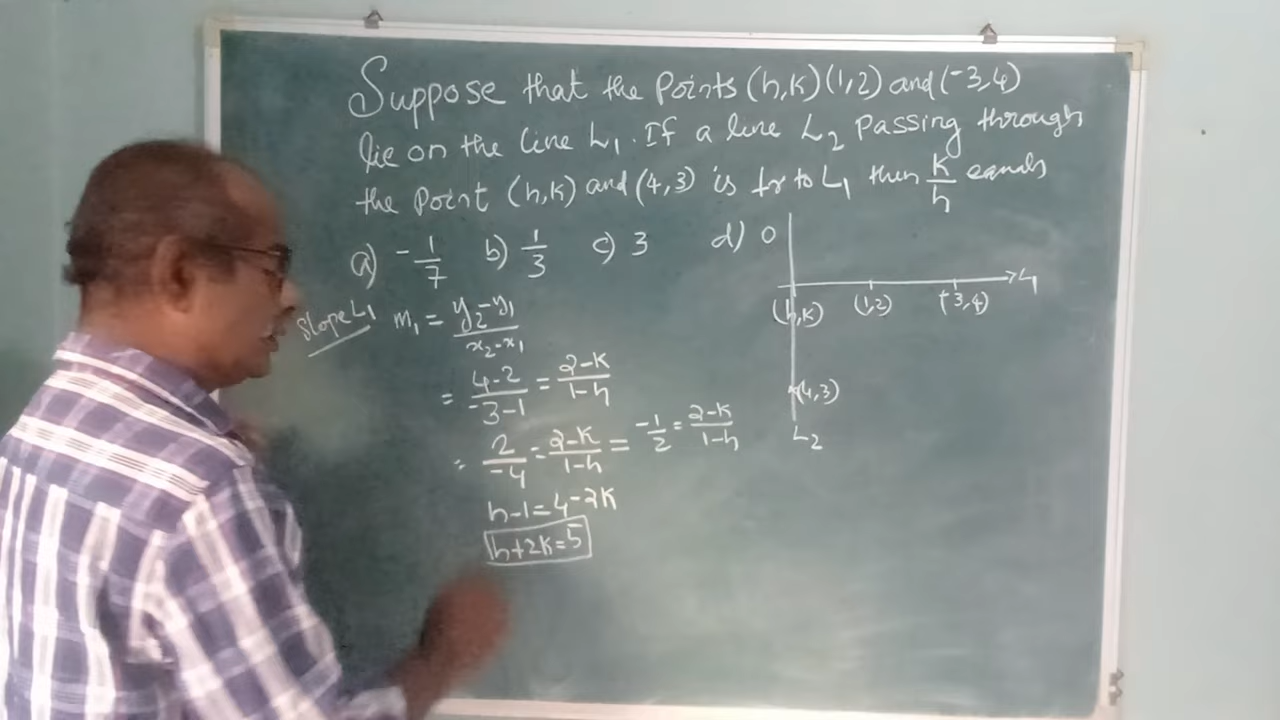 Suppose that the Points (h,K) (1,2) and (-3,4)
lie on the line L₁. If a line L₂ Passing through
the Point (h,K) and (4,3) is ⊥r to L₁ then K/h equals
a) -1/7 b) 1/3 c) 3 d) 0
L₁
(h,K) (1,2) (-3,4)
(4,3)
L₂
Slope L₁ m₁ = y₂-y₁/x₂-x₁
= 4-2/-3-1 = 2-K/1-h
= 2/-4 = 2-K/1-h = -1/2 = 2-K/1-h
h-1=4-2K
h+2K=5